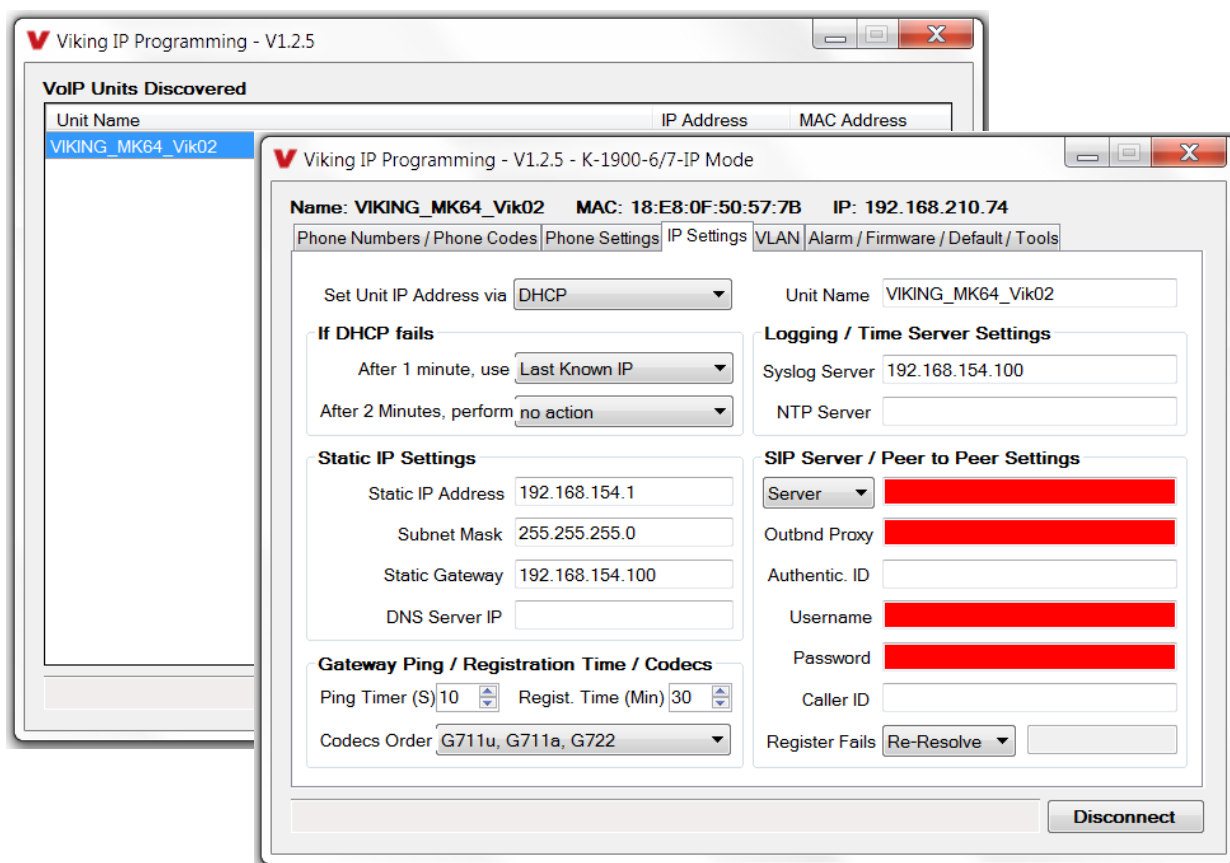 Viking IP Programming - V1.2.5
VoIP Units Discovered
Unit Name IP Address MAC Address
VIKING_MK64_Vik02
Viking IP Programming - V1.2.5 - K-1900-6/7-IP Mode
Name: VIKING_MK64_Vik02 MAC: 18:E8:0F:50:57:7B IP: 192.168.210.74
Phone Numbers / Phone Codes Phone Settings IP Settings VLAN Alarm / Firmware / Default / Tools
Set Unit IP Address via DHCP
If DHCP fails
After 1 minute, use Last Known IP
After 2 Minutes, perform no action
Static IP Settings
Static IP Address 192.168.154.1
Subnet Mask 255.255.255.0
Static Gateway 192.168.154.100
DNS Server IP
Gateway Ping / Registration Time / Codecs
Ping Timer (S) 10 Regist. Time (Min) 30
Codecs Order G711u, G711a, G722
Unit Name VIKING_MK64_Vik02
Logging / Time Server Settings
Syslog Server 192.168.154.100
NTP Server
SIP Server / Peer to Peer Settings
Server
Outbnd Proxy
Authentic. ID
Username
Password
Caller ID
Register Fails Re-Resolve
Disconnect